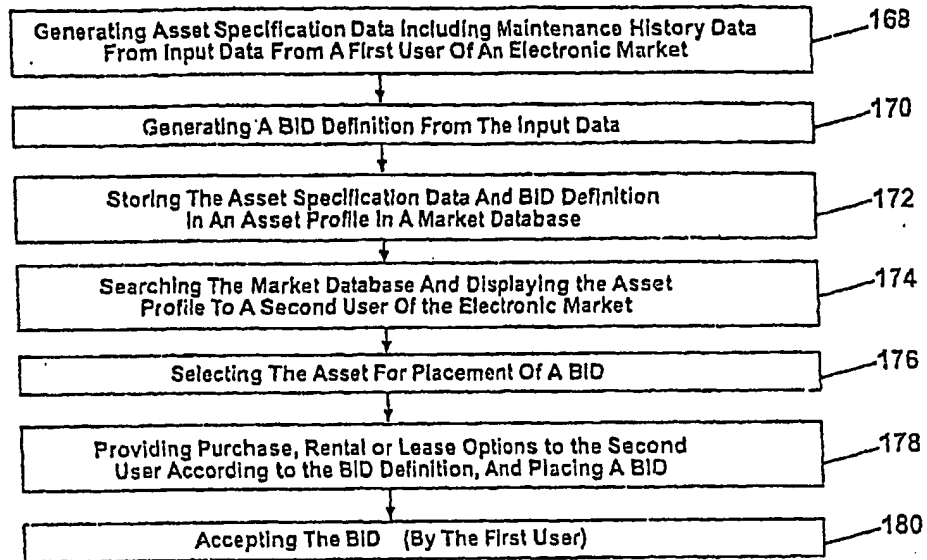 Generating Asset Specification Data Including Maintenance History Data
From Input Data From A First User Of An Electronic Market
168
Generating A BID Definition From The Input Data
170
Storing The Asset Specification Data And BID Definition
In An Asset Profile In A Market Database
172
Searching The Market Database And Displaying the Asset
Profile To A Second User Of the Electronic Market
174
Selecting The Asset For Placement Of A BID
176
Providing Purchase, Rental or Lease Options to the Second
User According to the BID Definition, And Placing A BID
178
Accepting The BID (By The First User)
180